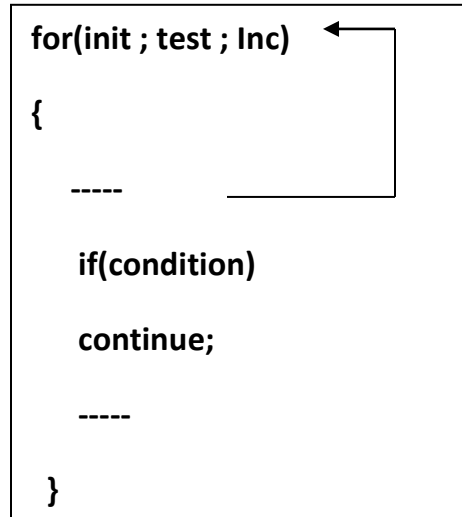 for(init ; test ; Inc)
{
-----
if(condition)
continue;
-----
}